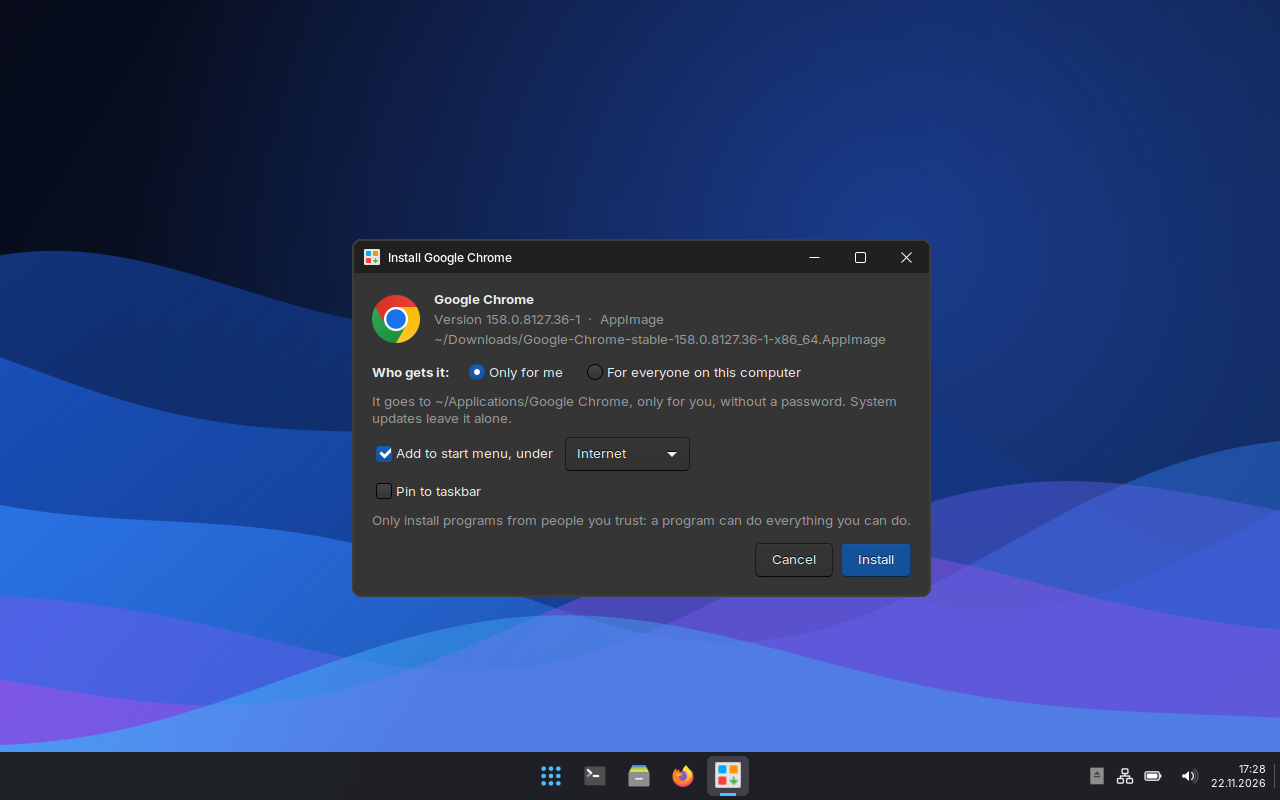 Install Google Chrome
Google Chrome
Version 158.0.8127.36-1 · AppImage
~/Downloads/Google-Chrome-stable-158.0.8127.36-1-x86_64.AppImage
Who gets it: Only for me For everyone on this computer
It goes to ~/Applications/Google Chrome, only for you, without a password. System
updates leave it alone.
Add to start menu, under Internet
Pin to taskbar
Only install programs from people you trust: a program can do everything you can do.
Cancel Install
17:28
22.11.2026